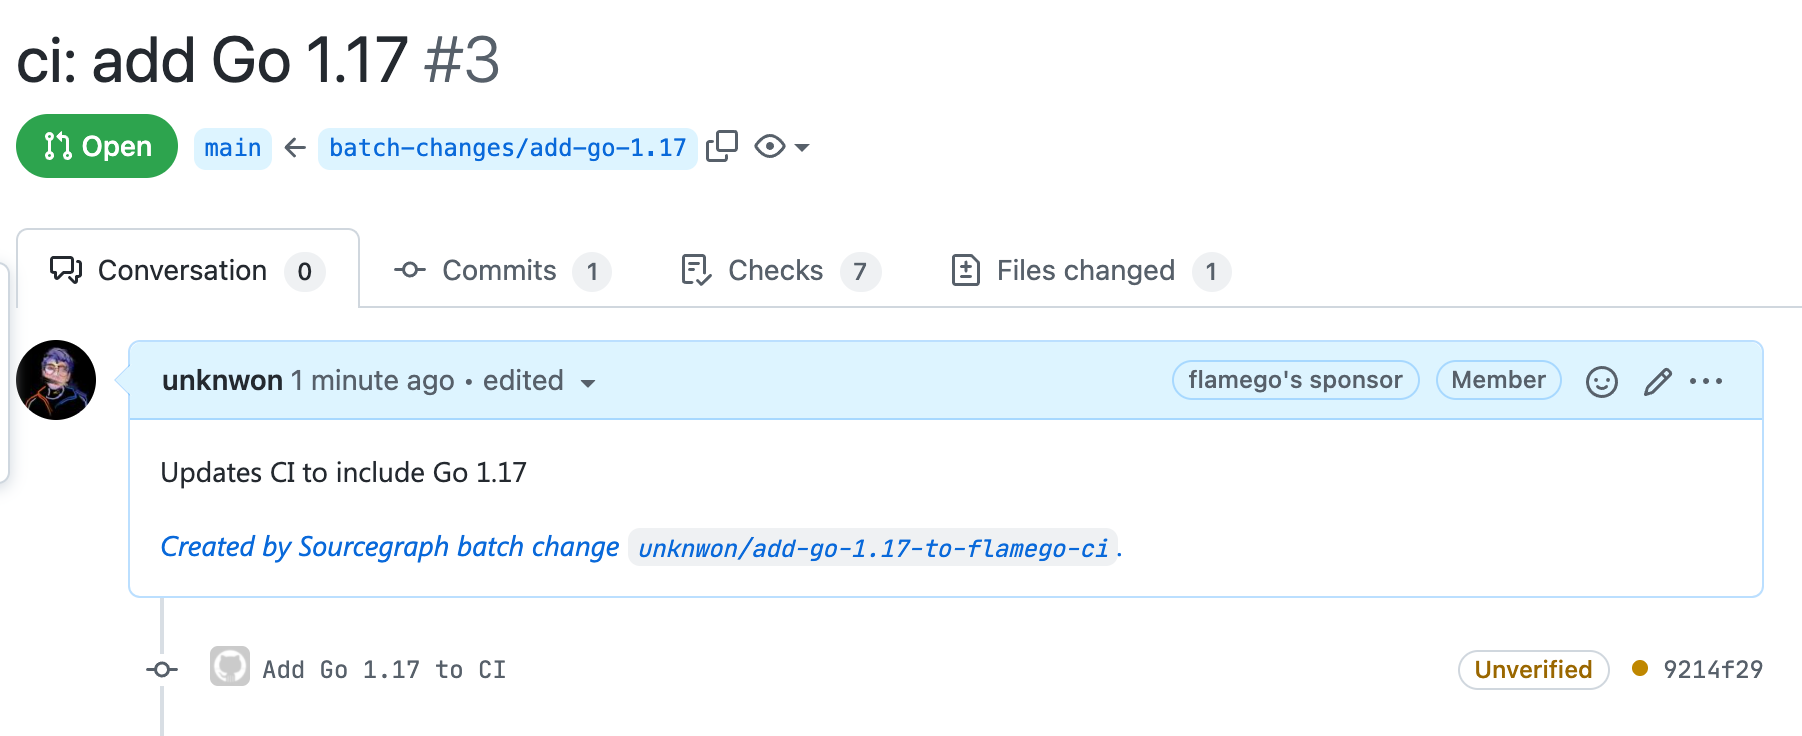 ci: add Go 1.17 #3
Open main ← batch-changes/add-go-1.17
Conversation 0 Commits 1 Checks 7 Files changed 1
unknwon 1 minute ago • edited flamego's sponsor Member
Updates CI to include Go 1.17
Created by Sourcegraph batch change unknwon/add-go-1.17-to-flamego-ci.
Add Go 1.17 to CI Unverified 9214f29